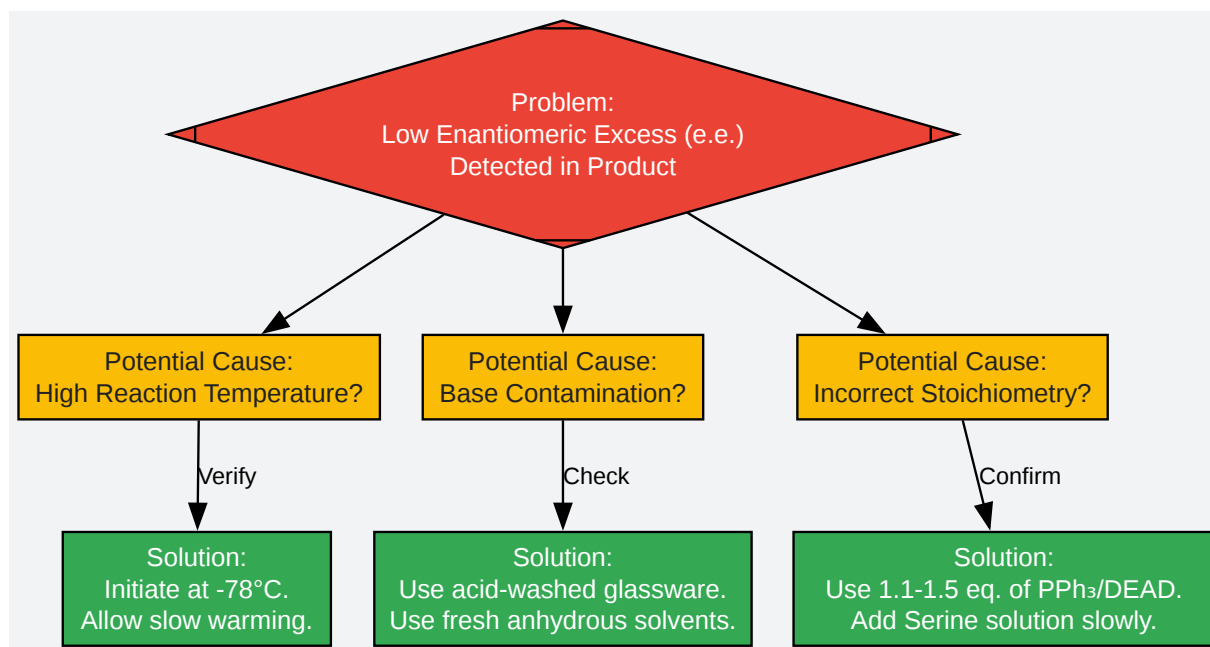 Problem:
Low Enantiomeric Excess (e.e.)
Detected in Product
Potential Cause:
High Reaction Temperature?
Potential Cause:
Base Contamination?
Potential Cause:
Incorrect Stoichiometry?
Verify
Check
Confirm
Solution:
Initiate at -78°C.
Allow slow warming.
Solution:
Use acid-washed glassware.
Use fresh anhydrous solvents.
Solution:
Use 1.1-1.5 eq. of PPh₃/DEAD.
Add Serine solution slowly.